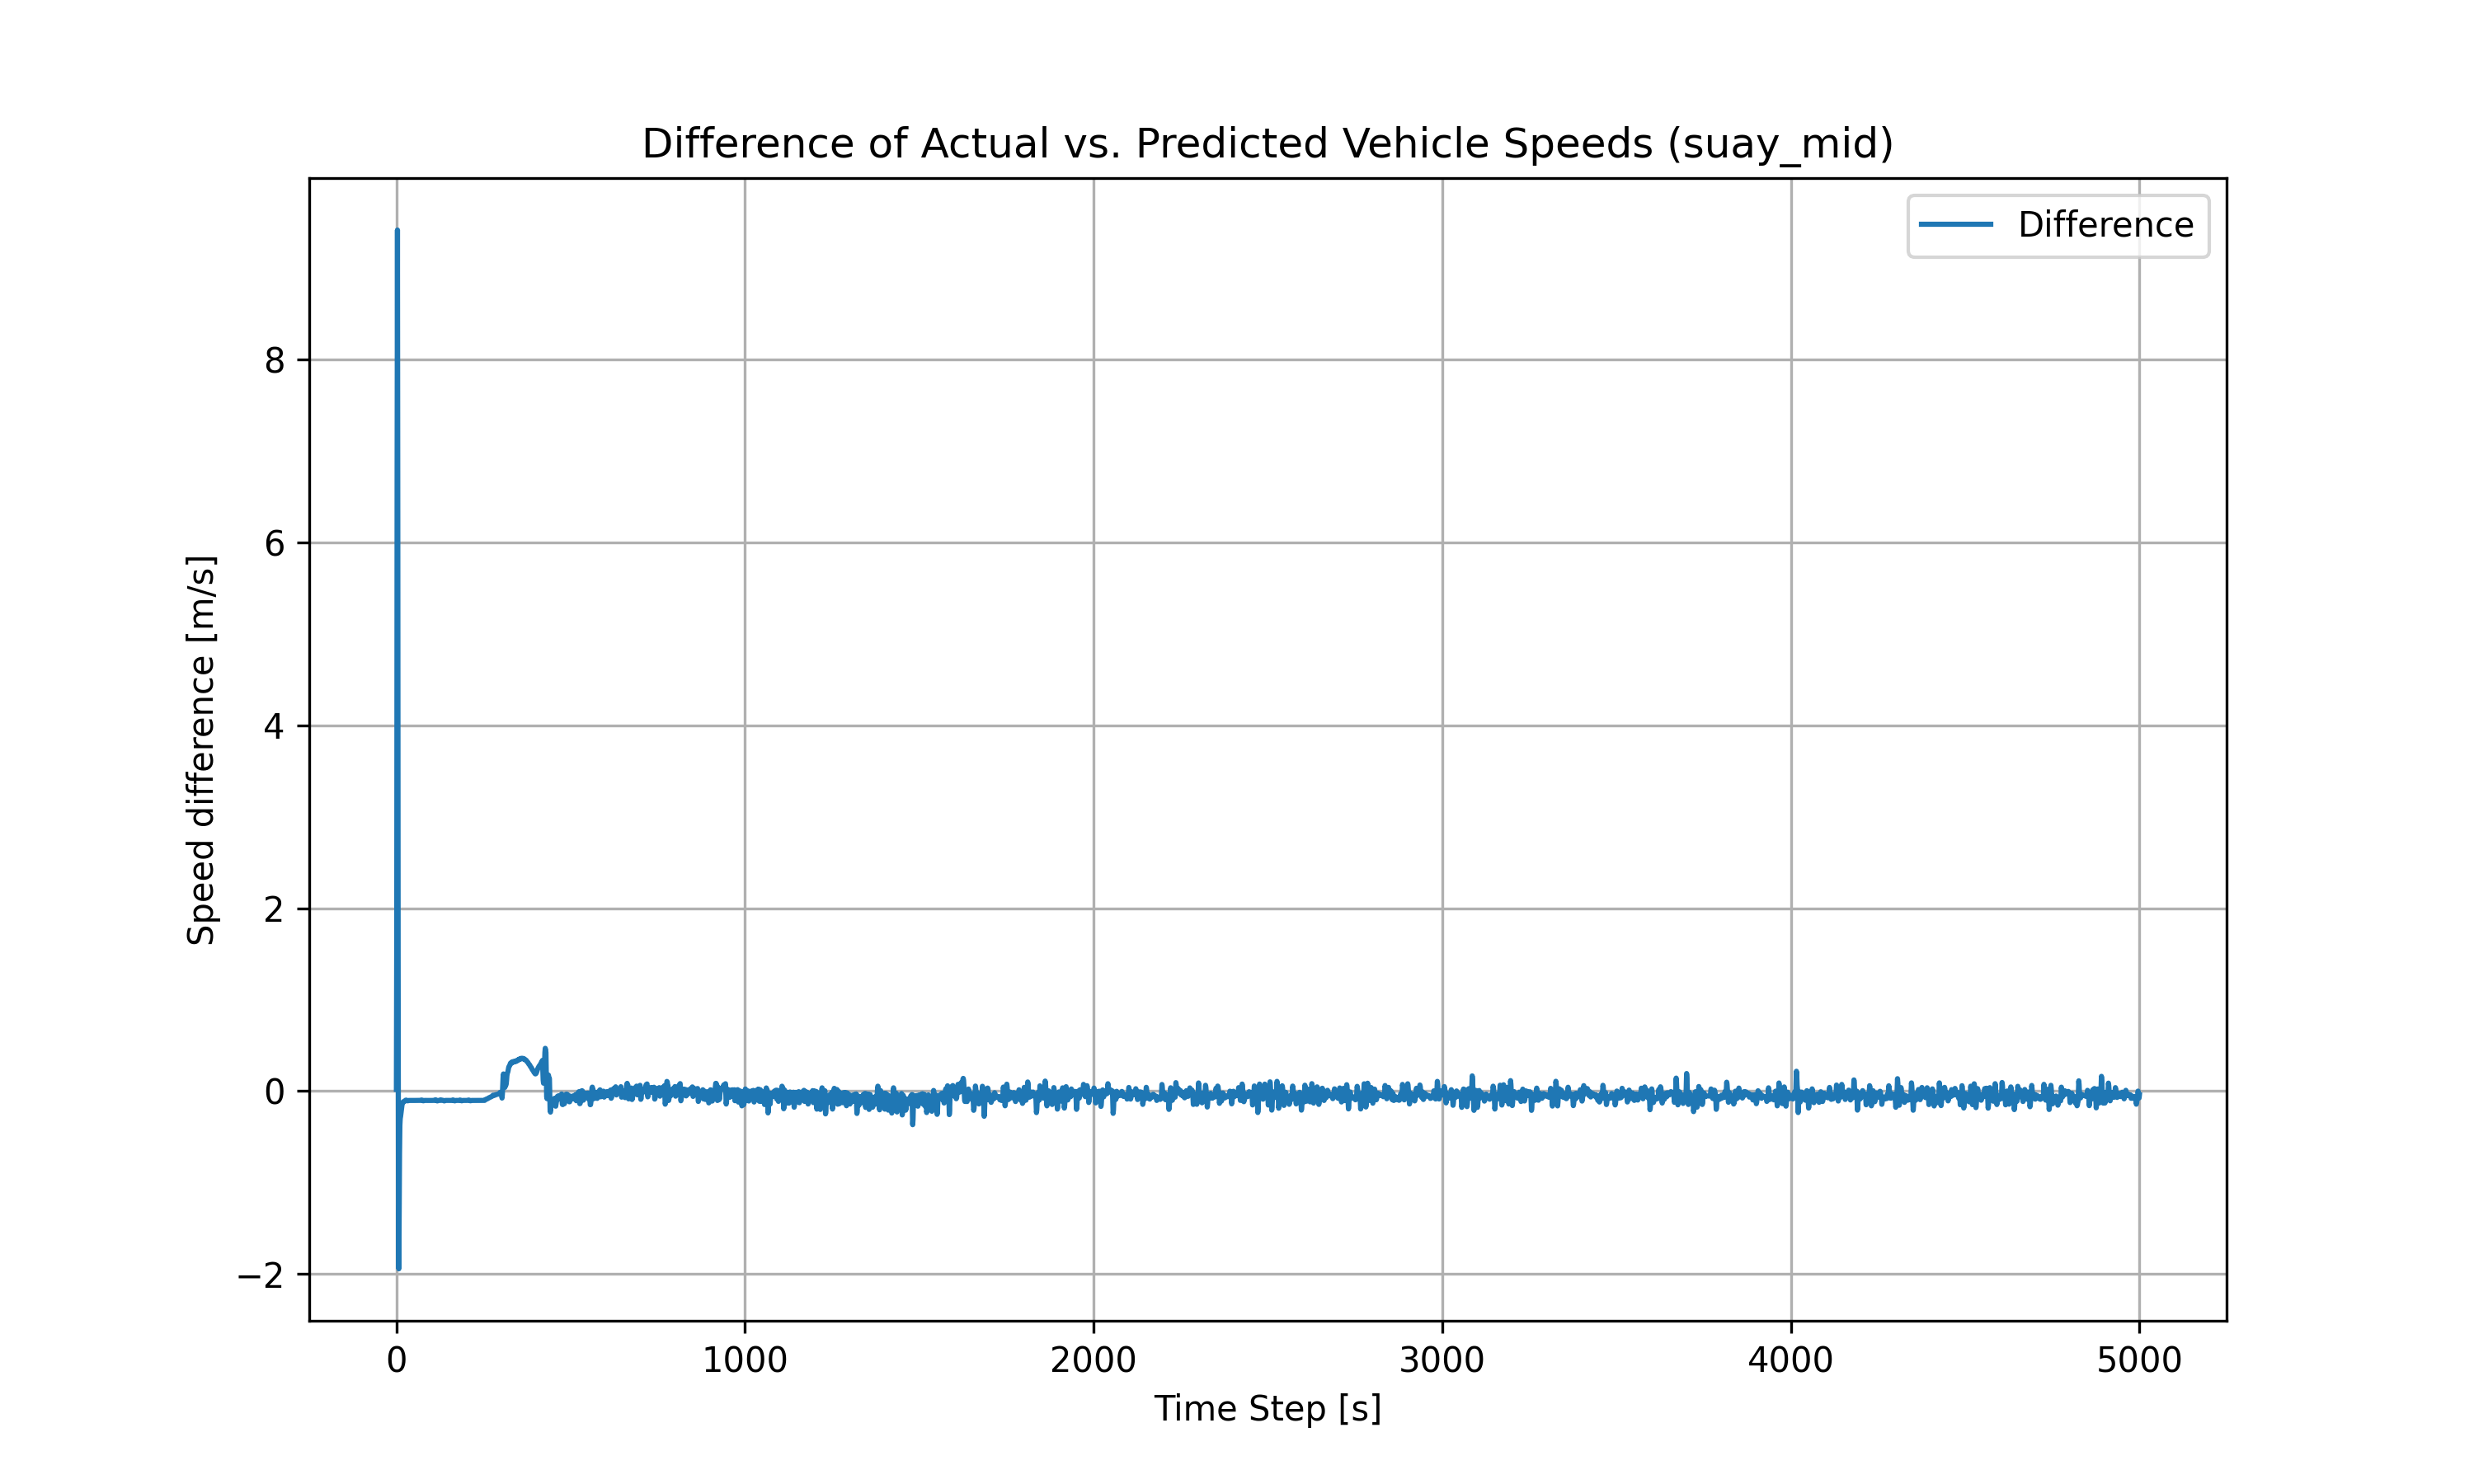 Difference of Actual vs. Predicted Vehicle Speeds (suay_mid)
Difference
8
6
4
2
0
−2
Speed difference [m/s]
0 1000 2000 3000 4000 5000
Time Step [s]